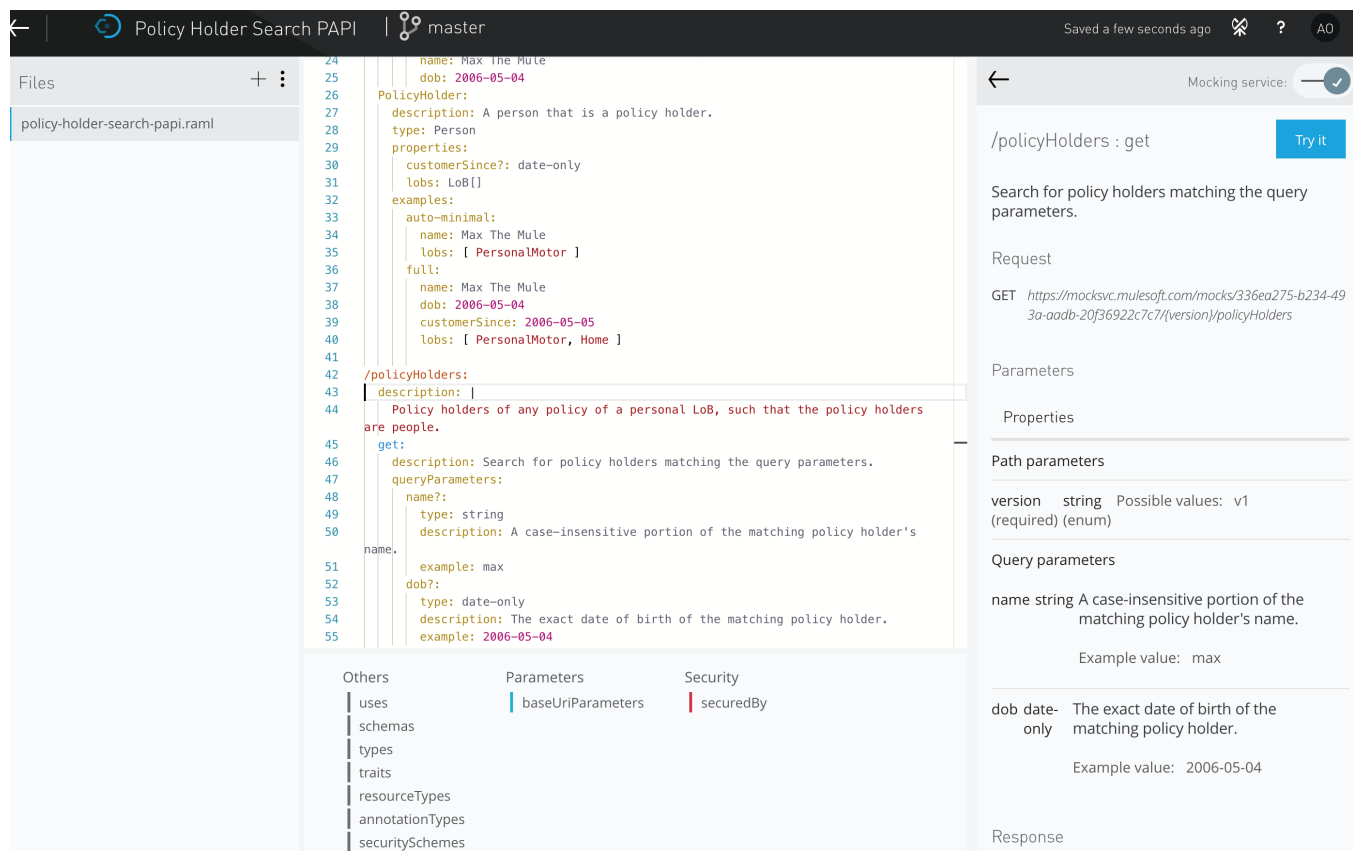 Policy Holder Search PAPI
master
Saved a few seconds ago
?
AO
Files
policy-holder-search-papi.raml
24 name: Max The Mule
25 dob: 2006-05-04
26 PolicyHolder:
27 description: A person that is a policy holder.
28 type: Person
29 properties:
30 customerSince?: date-only
31 lobs: LoB[]
32 examples:
33 auto-minimal:
34 name: Max The Mule
35 lobs: [ PersonalMotor ]
36 full:
37 name: Max The Mule
38 dob: 2006-05-04
39 customerSince: 2006-05-05
40 lobs: [ PersonalMotor, Home ]
41
42 /policyHolders:
43 description: |
44 Policy holders of any policy of a personal LoB, such that the policy holders
are people.
45 get:
46 description: Search for policy holders matching the query parameters.
47 queryParameters:
48 name?:
49 type: string
50 description: A case-insensitive portion of the matching policy holder's
name.
51 example: max
52 dob?:
53 type: date-only
54 description: The exact date of birth of the matching policy holder.
55 example: 2006-05-04
Others
uses
schemas
types
traits
resourceTypes
annotationTypes
securitySchemes
Parameters
baseUriParameters
Security
securedBy
Mocking service:
/policyHolders : get
Try it
Search for policy holders matching the query
parameters.
Request
GET https://mocksvc.mulesoft.com/mocks/336ea275-b234-49
3a-aadb-20f36922c7c7/{version}/policyHolders
Parameters
Properties
Path parameters
version string Possible values: v1
(required) (enum)
Query parameters
name string A case-insensitive portion of the
matching policy holder's name.
Example value: max
dob date- The exact date of birth of the
only matching policy holder.
Example value: 2006-05-04
Response